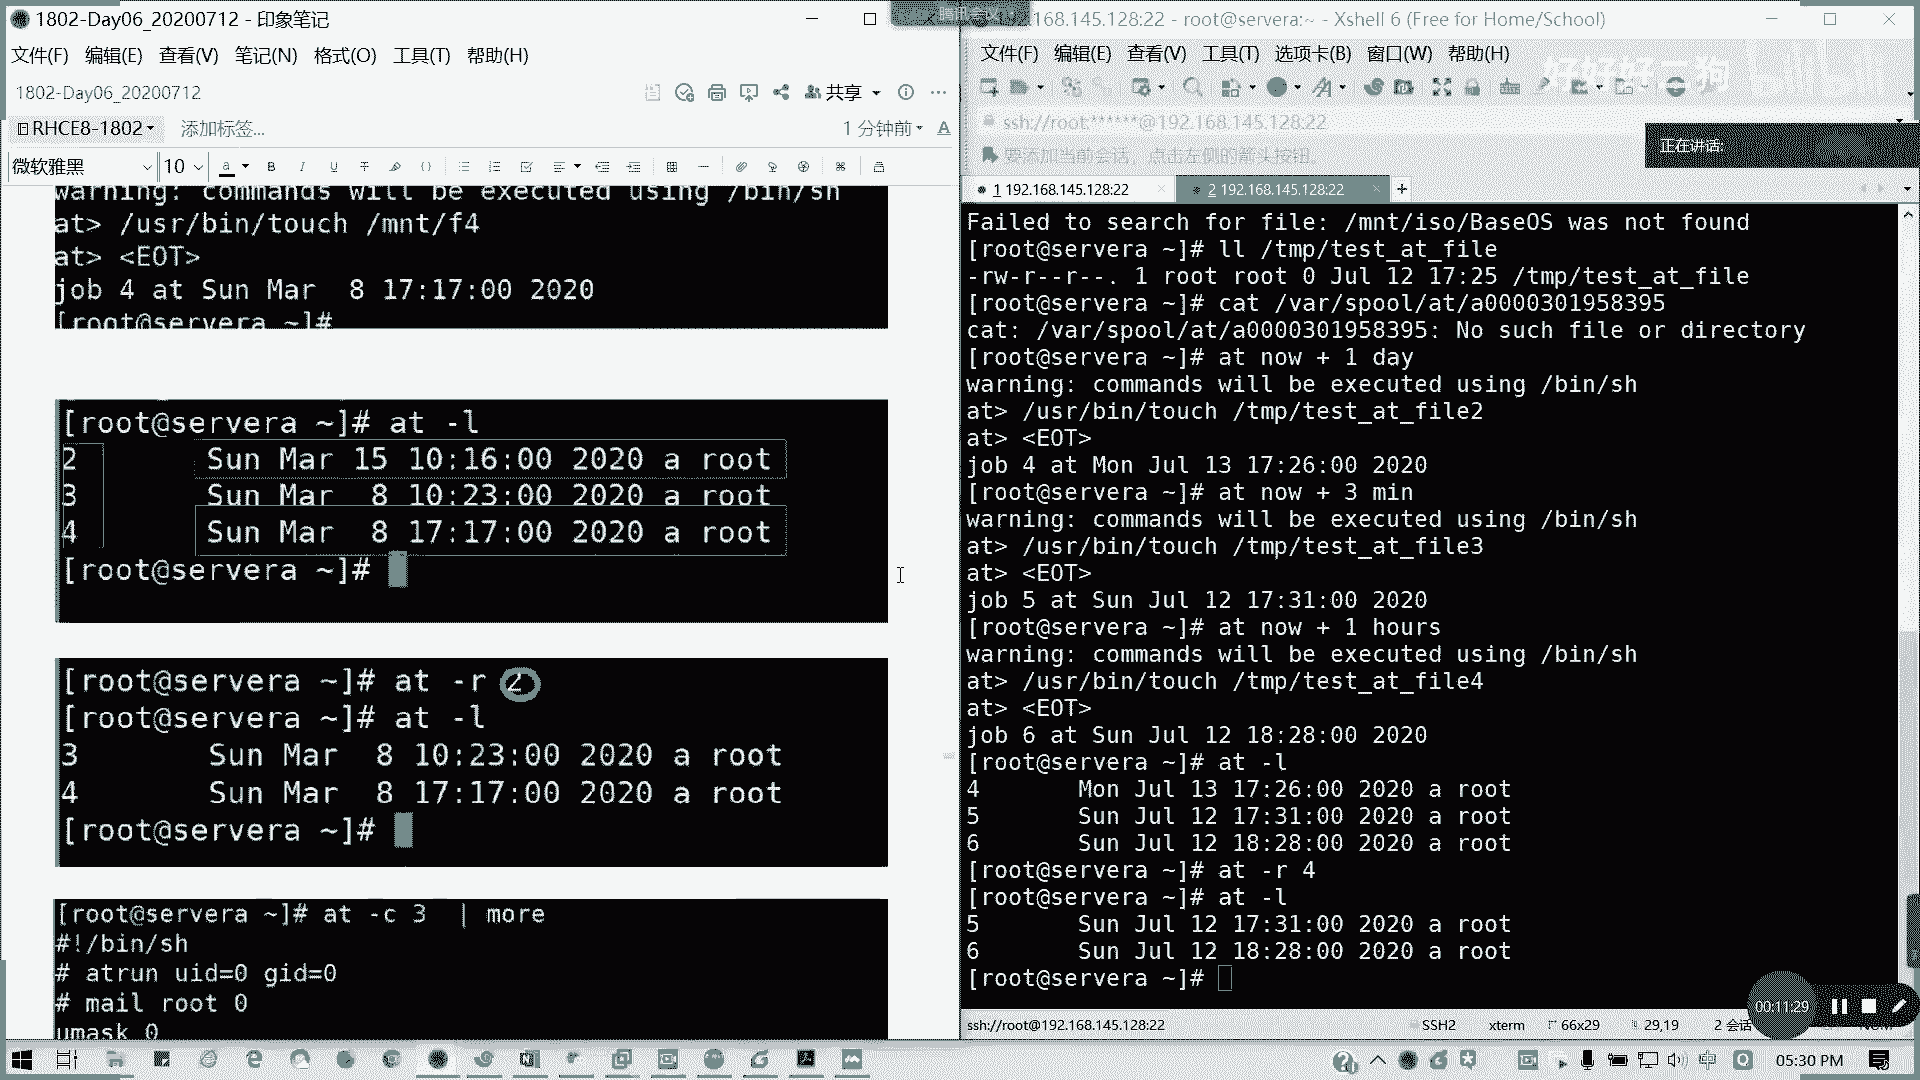 1802-Day06_20200712 - 印象笔记
文件(F) 编辑(E) 查看(V) 笔记(N) 格式(O) 工具(T) 帮助(H)
1802-Day06_20200712
共享
RHCE8-1802
添加标签...
1 分钟前
微软雅黑 10
warning: commands will be executed using /bin/sh
at> /usr/bin/touch /mnt/f4
at> <EOT>
job 4 at Sun Mar  8 17:17:00 2020
[root@servera ~]#
[root@servera ~]# at -l
2 Sun Mar 15 10:16:00 2020 a root
3 Sun Mar  8 10:23:00 2020 a root
4 Sun Mar  8 17:17:00 2020 a root
[root@servera ~]#
[root@servera ~]# at -r 2
[root@servera ~]# at -l
3 Sun Mar  8 10:23:00 2020 a root
4 Sun Mar  8 17:17:00 2020 a root
[root@servera ~]#
[root@servera ~]# at -c 3  | more
#!/bin/sh
# atrun uid=0 gid=0
# mail root 0
umask 0
腾讯会议
192.168.145.128:22 - root@servera:~ - Xshell 6 (Free for Home/School)
文件(F) 编辑(E) 查看(V) 工具(T) 选项卡(B) 窗口(W) 帮助(H)
ssh://root:******@192.168.145.128:22
要添加当前会话，点击左侧的箭头按钮。
正在讲话:
1 192.168.145.128:22
2 192.168.145.128:22
Failed to search for file: /mnt/iso/BaseOS was not found
[root@servera ~]# ll /tmp/test_at_file
-rw-r--r--. 1 root root 0 Jul 12 17:25 /tmp/test_at_file
[root@servera ~]# cat /var/spool/at/a0000301958395
cat: /var/spool/at/a0000301958395: No such file or directory
[root@servera ~]# at now + 1 day
warning: commands will be executed using /bin/sh
at> /usr/bin/touch /tmp/test_at_file2
at> <EOT>
job 4 at Mon Jul 13 17:26:00 2020
[root@servera ~]# at now + 3 min
warning: commands will be executed using /bin/sh
at> /usr/bin/touch /tmp/test_at_file3
at> <EOT>
job 5 at Sun Jul 12 17:31:00 2020
[root@servera ~]# at now + 1 hours
warning: commands will be executed using /bin/sh
at> /usr/bin/touch /tmp/test_at_file4
at> <EOT>
job 6 at Sun Jul 12 18:28:00 2020
[root@servera ~]# at -l
4 Mon Jul 13 17:26:00 2020 a root
5 Sun Jul 12 17:31:00 2020 a root
6 Sun Jul 12 18:28:00 2020 a root
[root@servera ~]# at -r 4
[root@servera ~]# at -l
5 Sun Jul 12 17:31:00 2020 a root
6 Sun Jul 12 18:28:00 2020 a root
[root@servera ~]#
00:11:29
ssh://root@192.168.145.128:22 SSH2 xterm 66x29 29,19 2 会话
中
05:30 PM